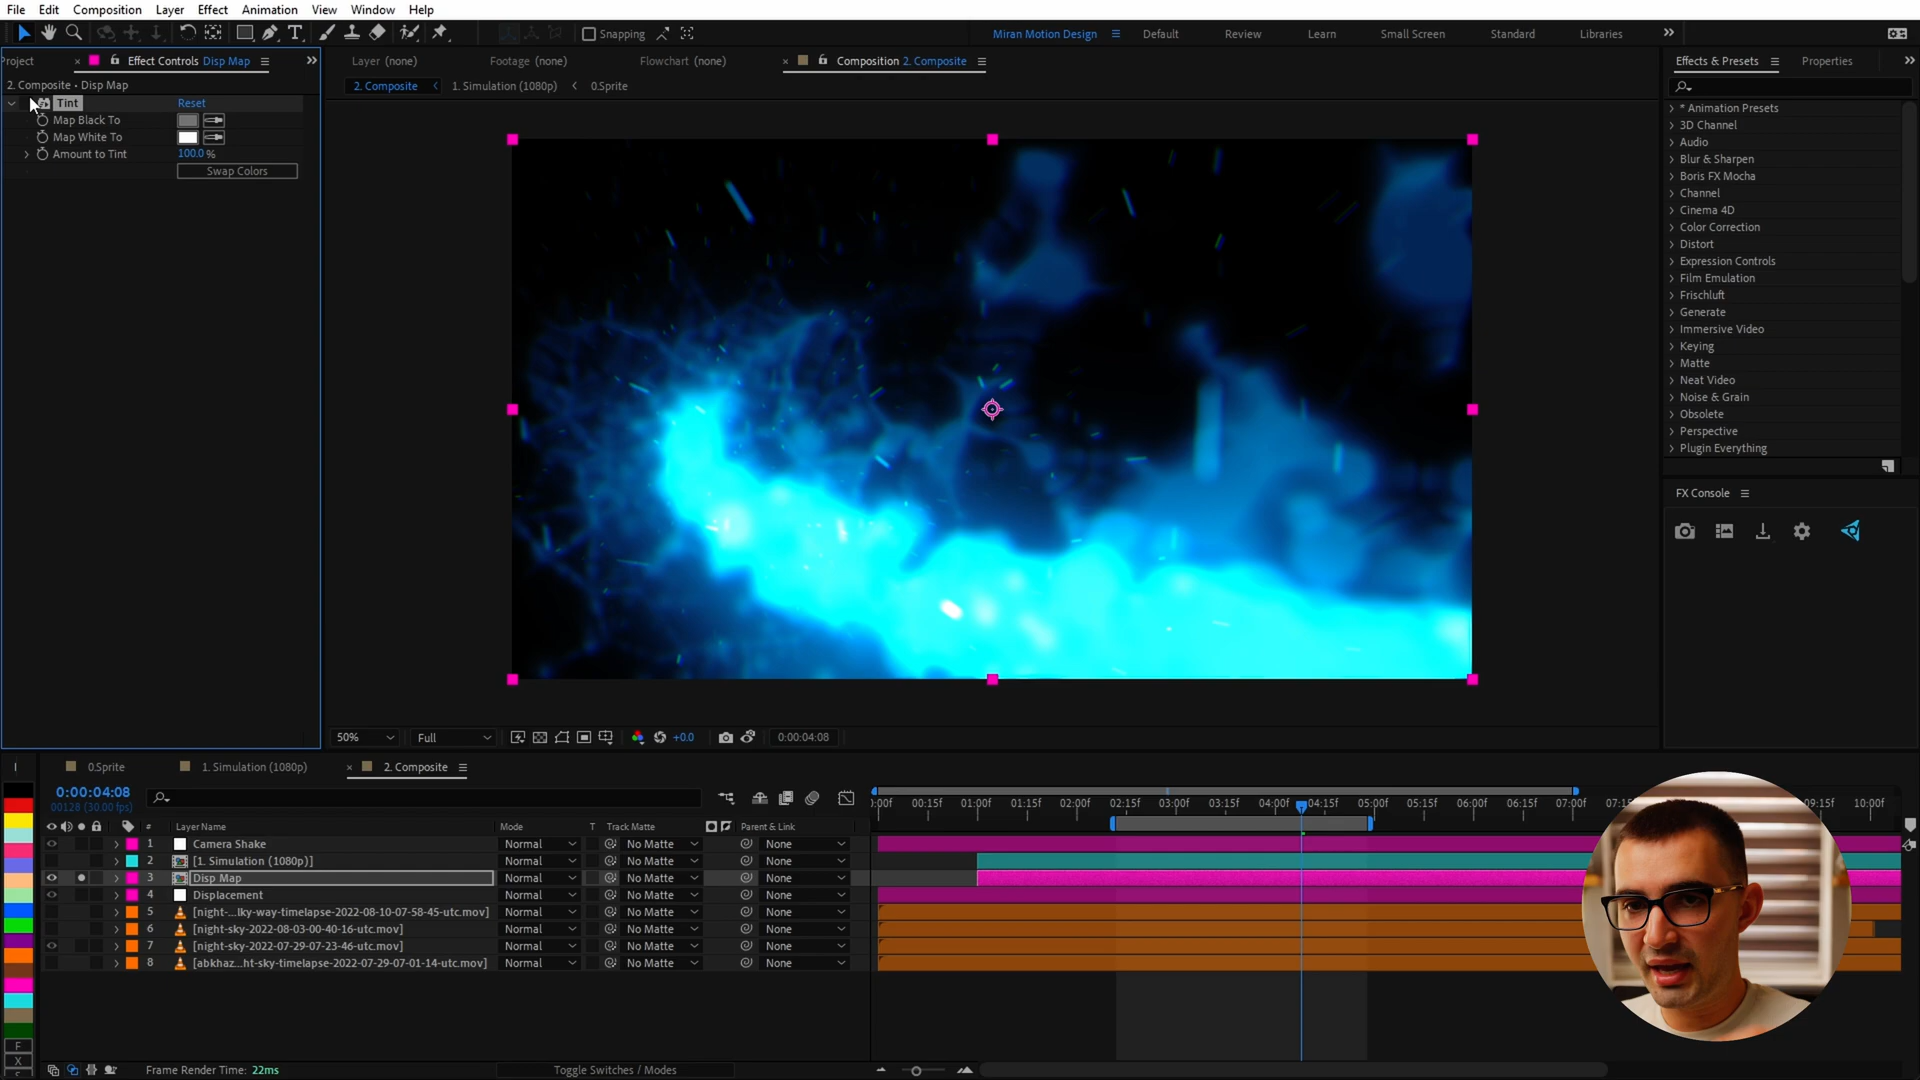 File Edit Composition Layer Effect Animation View Window Help
Snapping
Miran Motion Design Default Review Learn Small Screen Standard Libraries
Project Effect Controls Disp Map
Layer (none) Footage (none) Flowchart (none) Composition 2. Composite
Effects & Presets Properties
2. Composite • Disp Map
2. Composite 1. Simulation (1080p) 0.Sprite
Tint Reset
Map Black To
Map White To
Amount to Tint 100.0 %
Swap Colors
* Animation Presets
3D Channel
Audio
Blur & Sharpen
Boris FX Mocha
Channel
Cinema 4D
Color Correction
Distort
Expression Controls
Film Emulation
Frischluft
Generate
Immersive Video
Keying
Matte
Neat Video
Noise & Grain
Obsolete
Perspective
Plugin Everything
FX Console
50% Full +0.0 0:00:04:08
0.Sprite 1. Simulation (1080p) 2. Composite
0:00:04:08
00128 (30.00 fps)
:00f 00:15f 01:00f 01:15f 02:00f 02:15f 03:00f 03:15f 04:00f 04:15f 05:00f 05:15f 06:00f 06:15f 07:00f 09:15f 10:00f
# Layer Name Mode T Track Matte Parent & Link
1 Camera Shake Normal No Matte None
2 [1. Simulation (1080p)] Normal No Matte None
3 Disp Map Normal No Matte None
4 Displacement Normal No Matte None
5 [night-...lky-way-timelapse-2022-08-10-07-58-45-utc.mov] Normal No Matte None
6 [night-sky-2022-08-03-00-40-16-utc.mov] Normal No Matte None
7 [night-sky-2022-07-29-07-23-46-utc.mov] Normal No Matte None
8 [abkhaz...ht-sky-timelapse-2022-07-29-07-01-14-utc.mov] Normal No Matte None
F
X
Frame Render Time: 22ms Toggle Switches / Modes